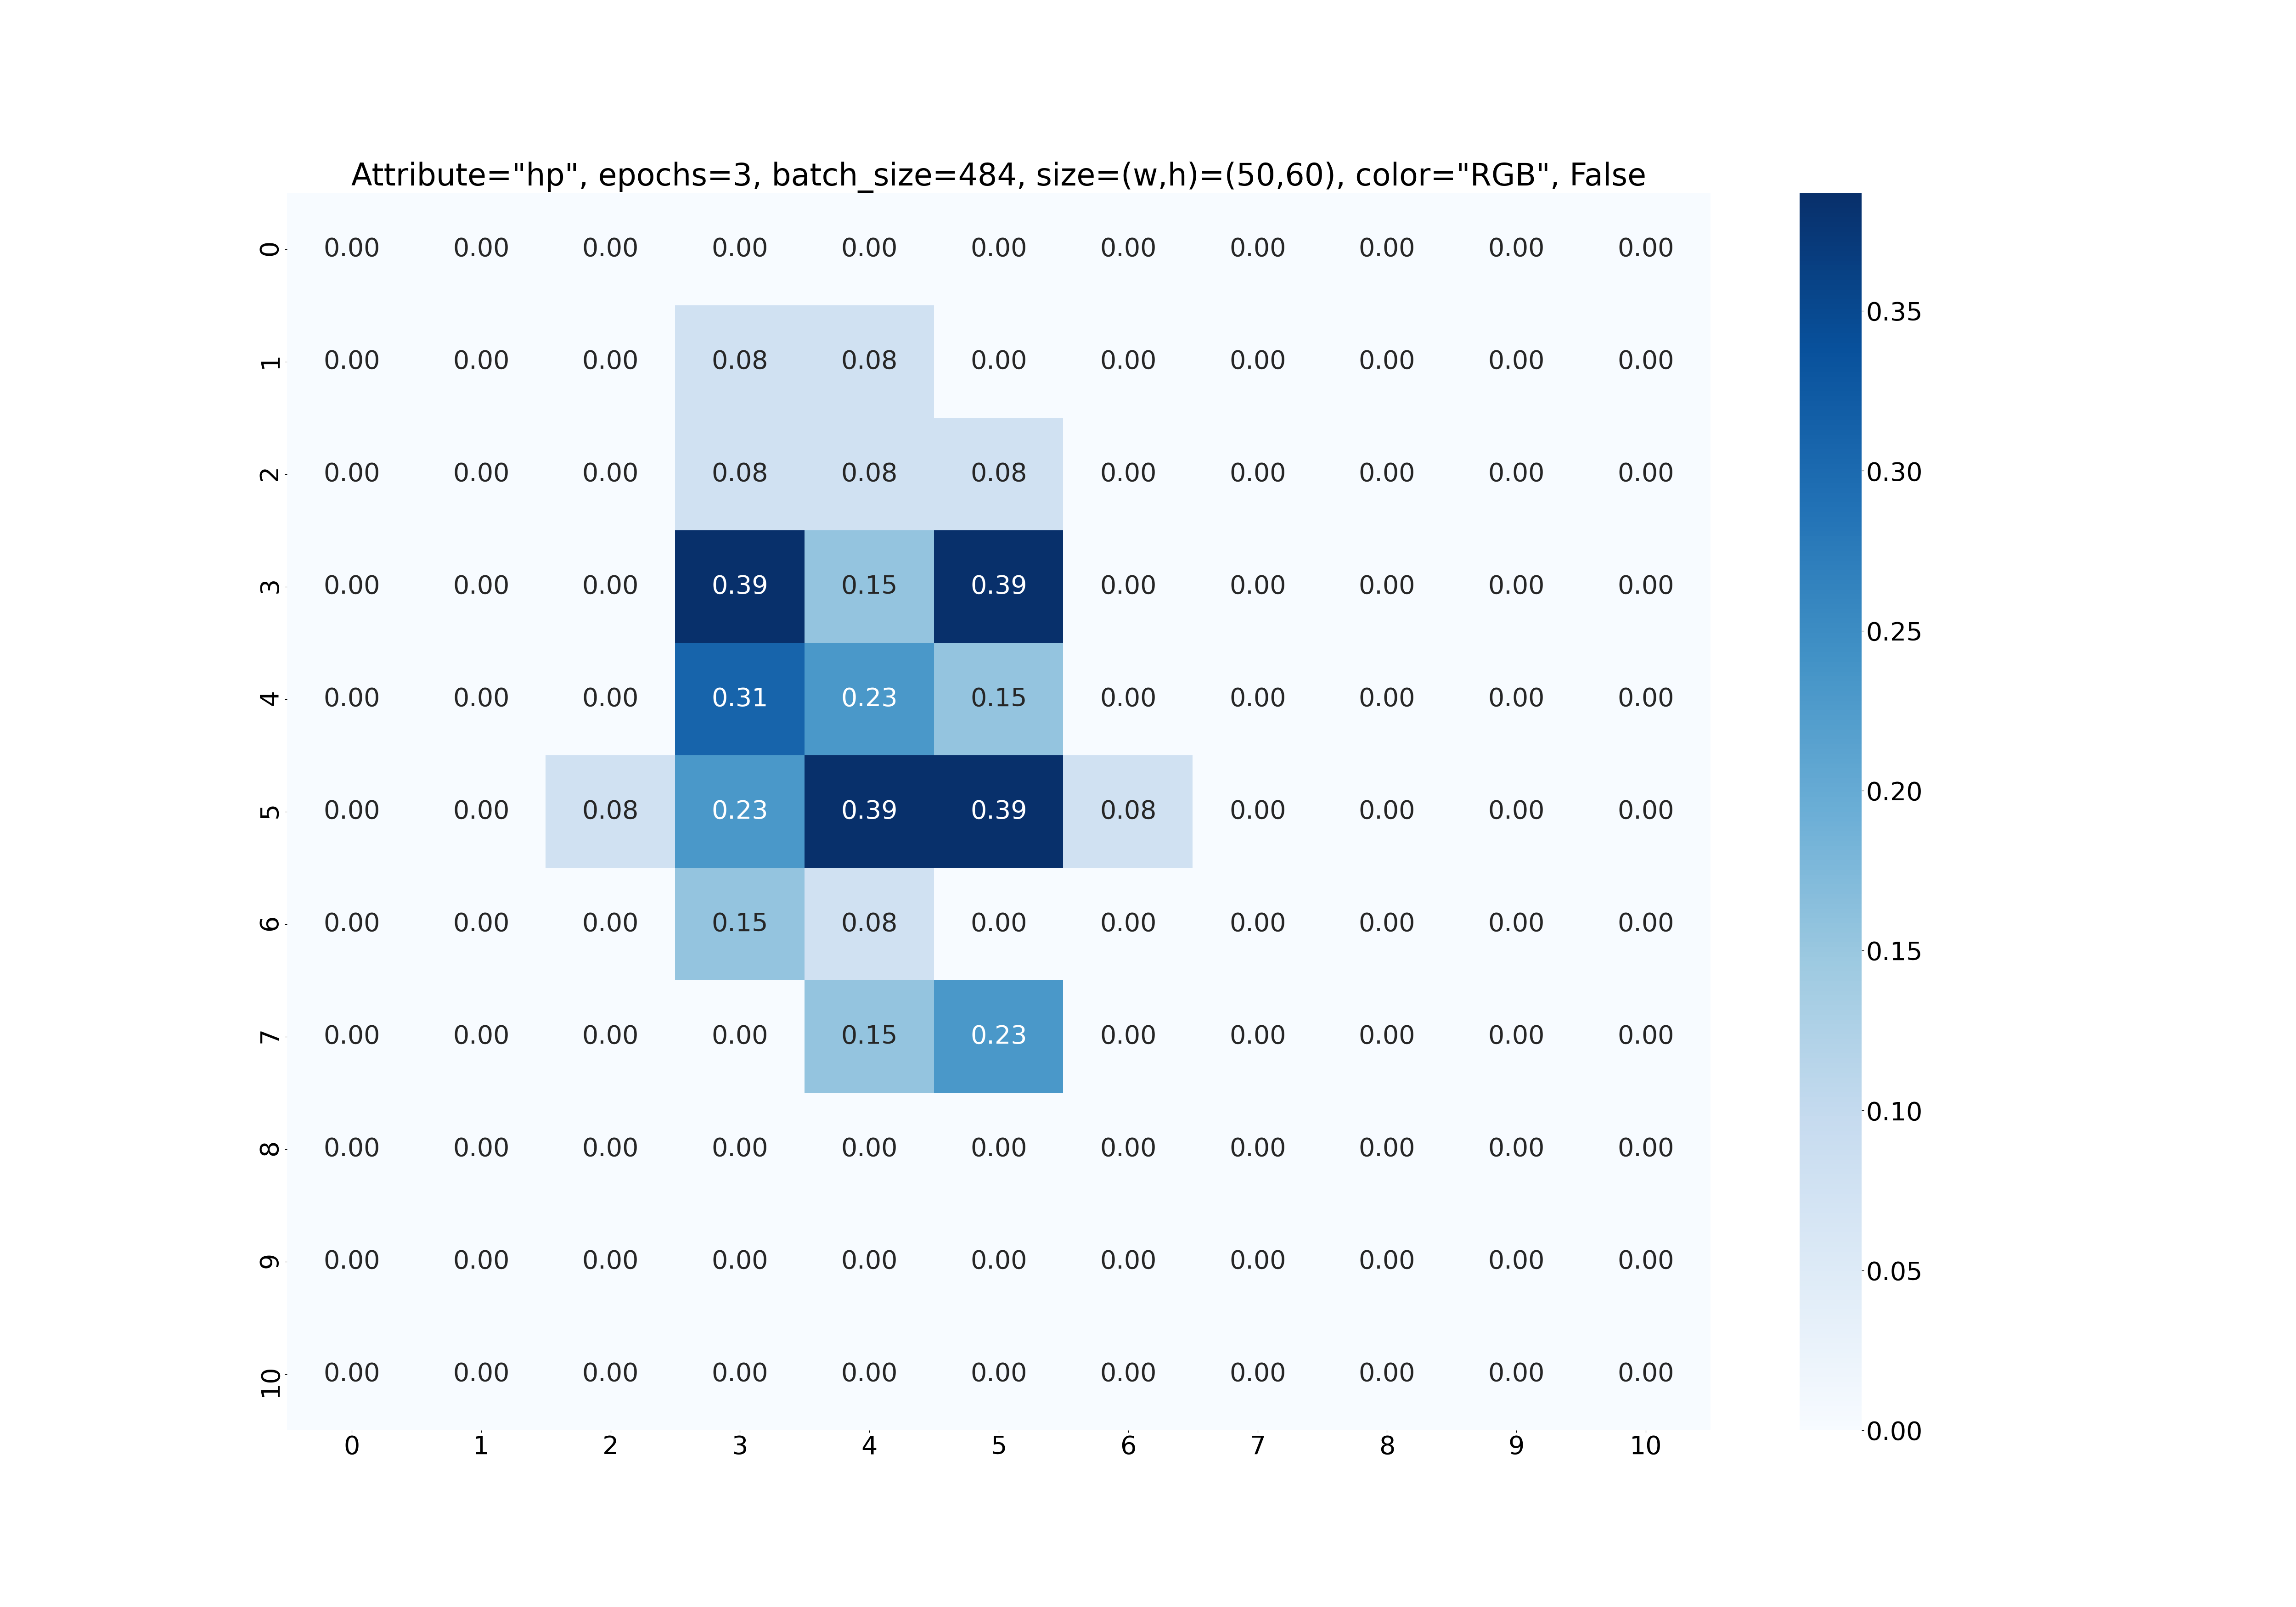 Attribute="hp", epochs=3, batch_size=484, size=(w,h)=(50,60), color="RGB", False
0 0.00 0.00 0.00 0.00 0.00 0.00 0.00 0.00 0.00 0.00 0.00
1 0.00 0.00 0.00 0.08 0.08 0.00 0.00 0.00 0.00 0.00 0.00
2 0.00 0.00 0.00 0.08 0.08 0.08 0.00 0.00 0.00 0.00 0.00
3 0.00 0.00 0.00 0.39 0.15 0.39 0.00 0.00 0.00 0.00 0.00
4 0.00 0.00 0.00 0.31 0.23 0.15 0.00 0.00 0.00 0.00 0.00
5 0.00 0.00 0.08 0.23 0.39 0.39 0.08 0.00 0.00 0.00 0.00
6 0.00 0.00 0.00 0.15 0.08 0.00 0.00 0.00 0.00 0.00 0.00
7 0.00 0.00 0.00 0.00 0.15 0.23 0.00 0.00 0.00 0.00 0.00
8 0.00 0.00 0.00 0.00 0.00 0.00 0.00 0.00 0.00 0.00 0.00
9 0.00 0.00 0.00 0.00 0.00 0.00 0.00 0.00 0.00 0.00 0.00
10 0.00 0.00 0.00 0.00 0.00 0.00 0.00 0.00 0.00 0.00 0.00
0 1 2 3 4 5 6 7 8 9 10
0.35
0.30
0.25
0.20
0.15
0.10
0.05
0.00